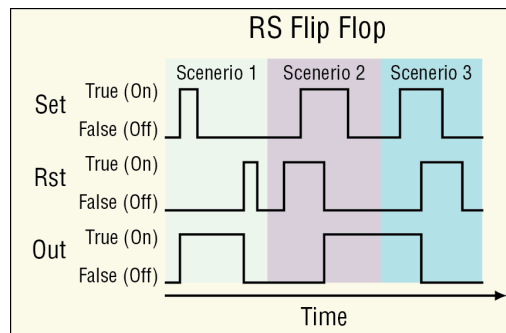 RS Flip Flop
Scenerio 1 Scenerio 2 Scenerio 3
Set True (On)
False (Off)
Rst True (On)
False (Off)
Out True (On)
False (Off)
Time